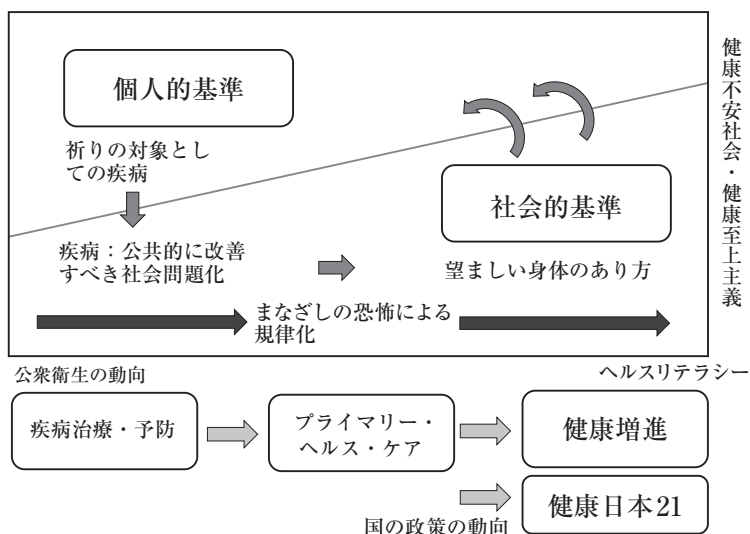 個人的基準
祈りの対象とし
ての疾病
社会的基準
疾病：公共的に改善
すべき社会問題化
望ましい身体のあり方
まなざしの恐怖による
規律化
健康不安社会・健康至上主義
公衆衛生の動向
ヘルスリテラシー
疾病治療・予防
プライマリー・
ヘルス・ケア
健康増進
健康日本21
国の政策の動向